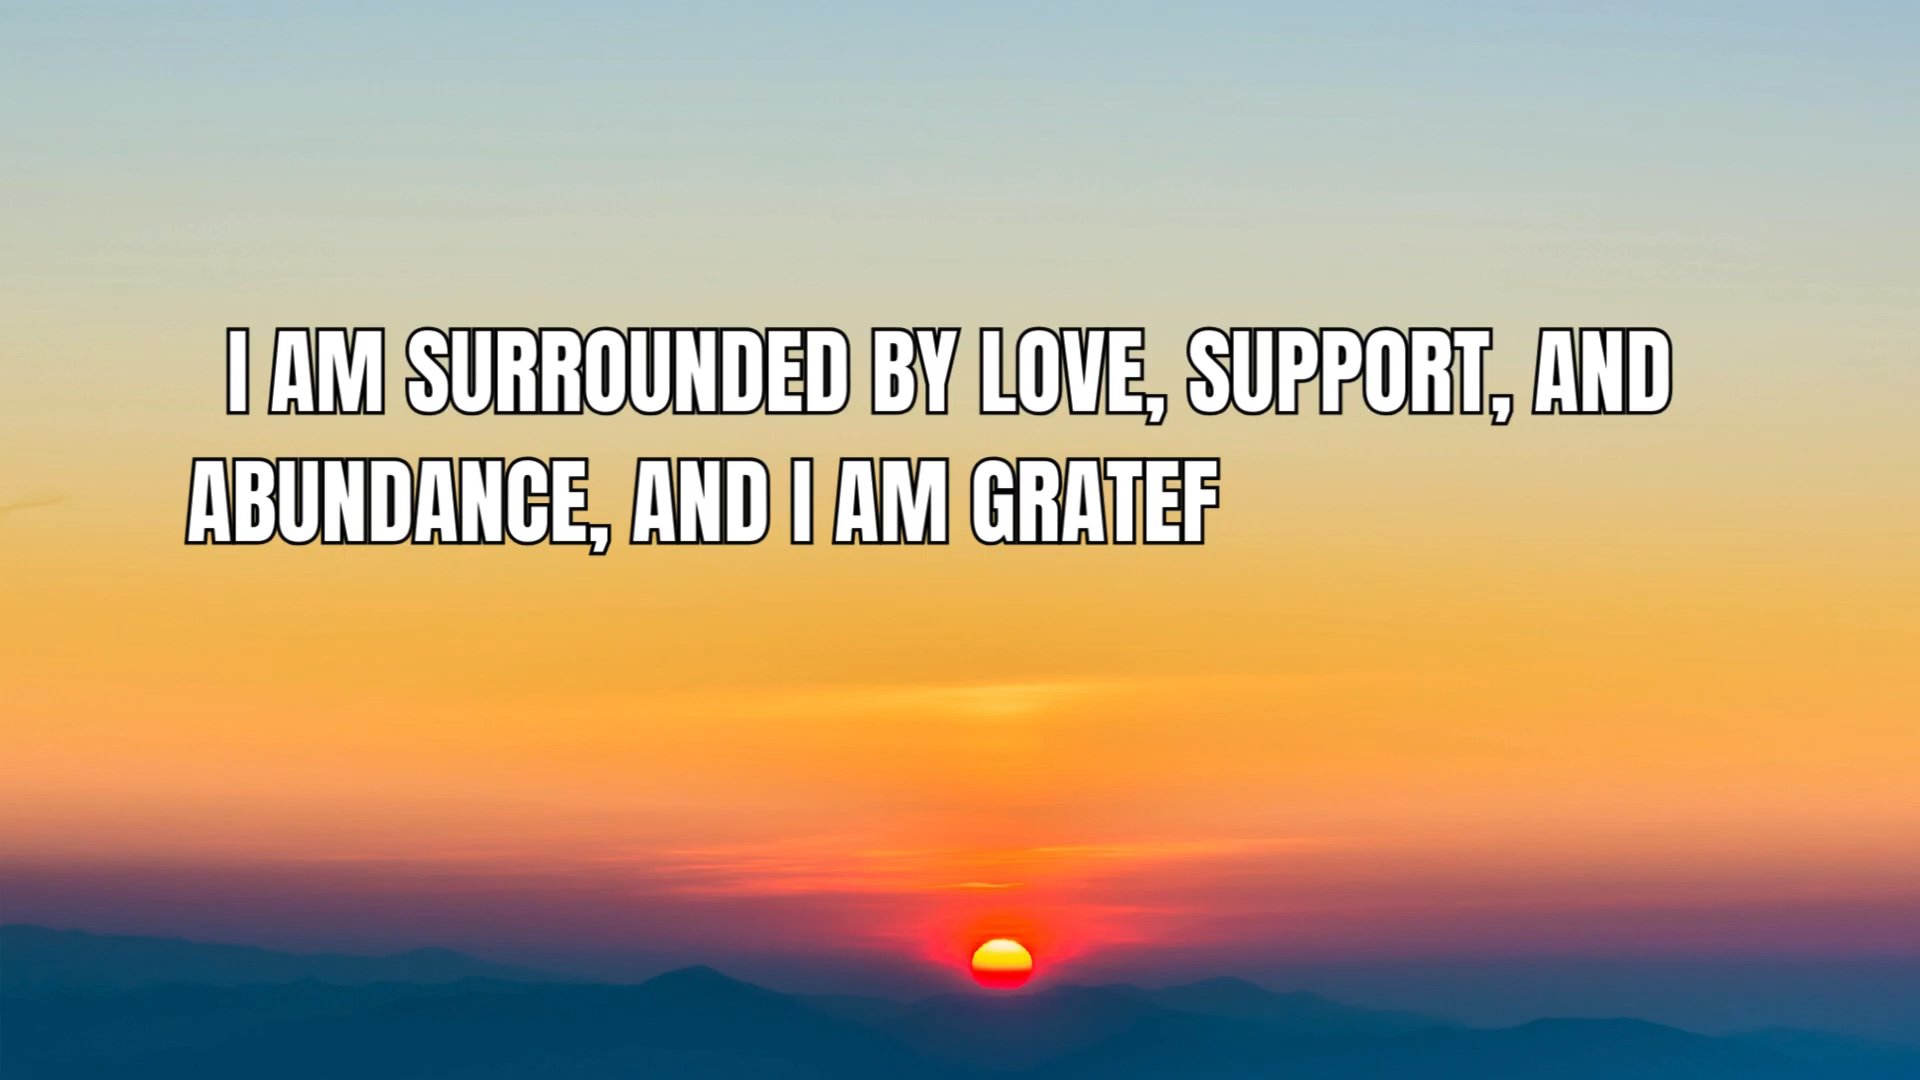 I AM SURROUNDED BY LOVE, SUPPORT, AND
ABUNDANCE, AND I AM GRATEF